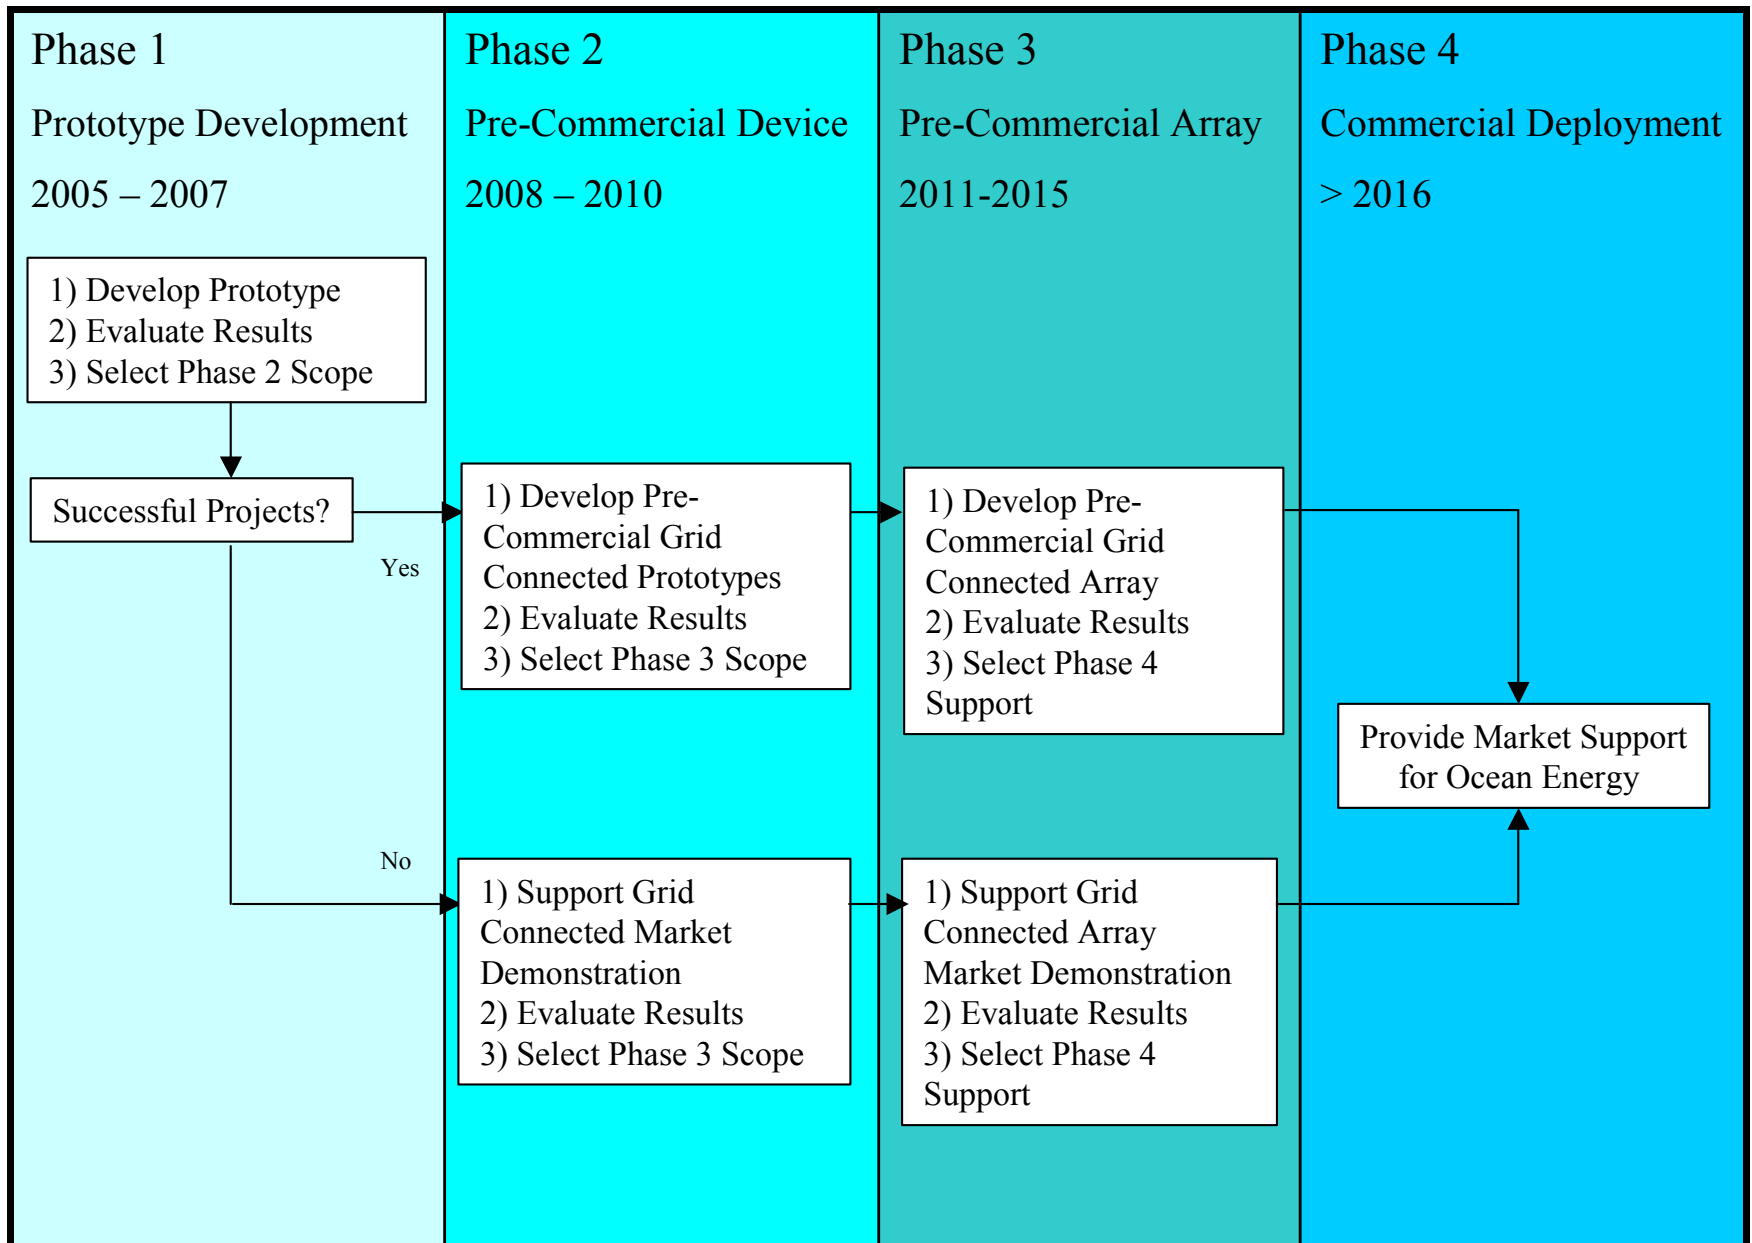 Phase 1
Prototype Development
2005 – 2007
1) Develop Prototype
2) Evaluate Results
3) Select Phase 2 Scope
Successful Projects?
Yes
No
Phase 2
Pre-Commercial Device
2008 – 2010
1) Develop Pre-
Commercial Grid
Connected Prototypes
2) Evaluate Results
3) Select Phase 3 Scope
1) Support Grid
Connected Market
Demonstration
2) Evaluate Results
3) Select Phase 3 Scope
Phase 3
Pre-Commercial Array
2011-2015
1) Develop Pre-
Commercial Grid
Connected Array
2) Evaluate Results
3) Select Phase 4
Support
1) Support Grid
Connected Array
Market Demonstration
2) Evaluate Results
3) Select Phase 4
Support
Phase 4
Commercial Deployment
> 2016
Provide Market Support
for Ocean Energy